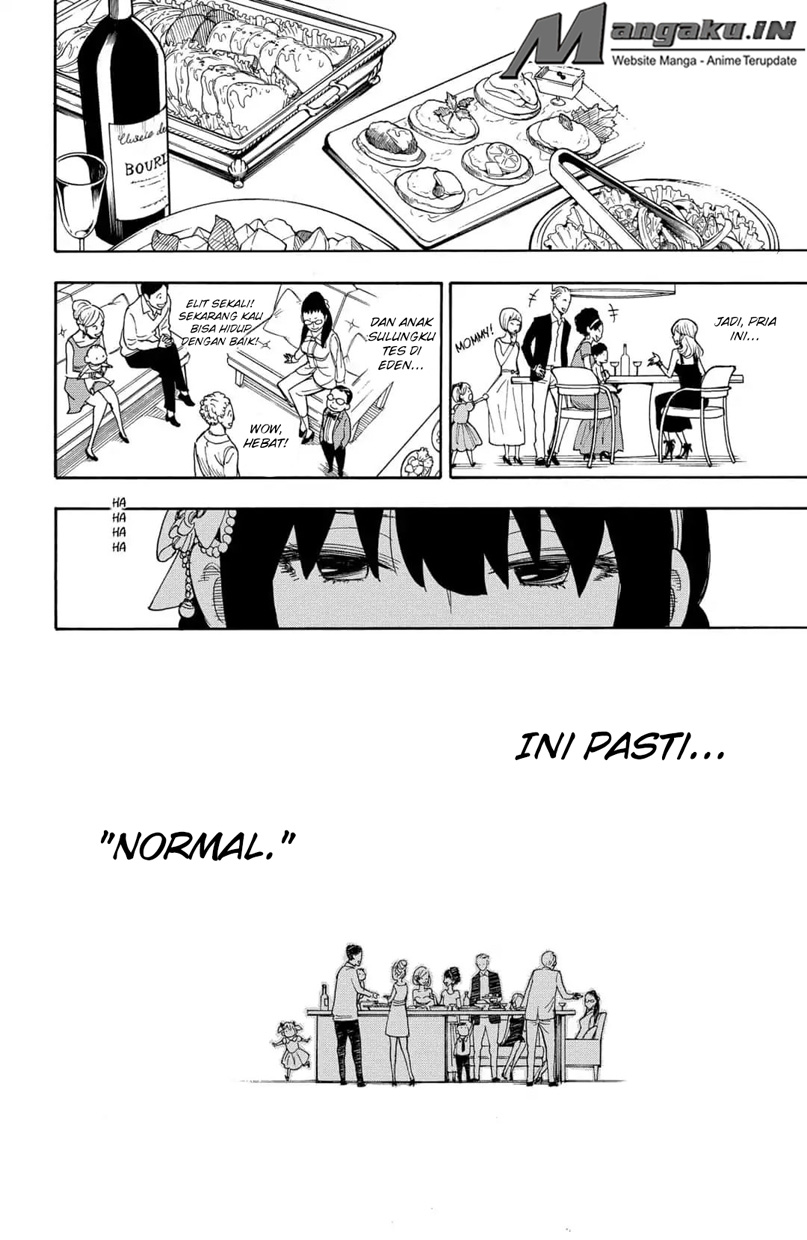 Mangaku.iN
Website Manga - Anime Terupdate
BOURL
JADI, PRIA
INI...
MOMMY!
DAN ANAK
SULUNGKU
TES DI
EDEN...
ELIT SEKALI!
SEKARANG KAU
BISA HIDUP
DENGAN BAIK!
WOW,
HEBAT!
HA
HA
HA
HA
INI PASTI...
"NORMAL."